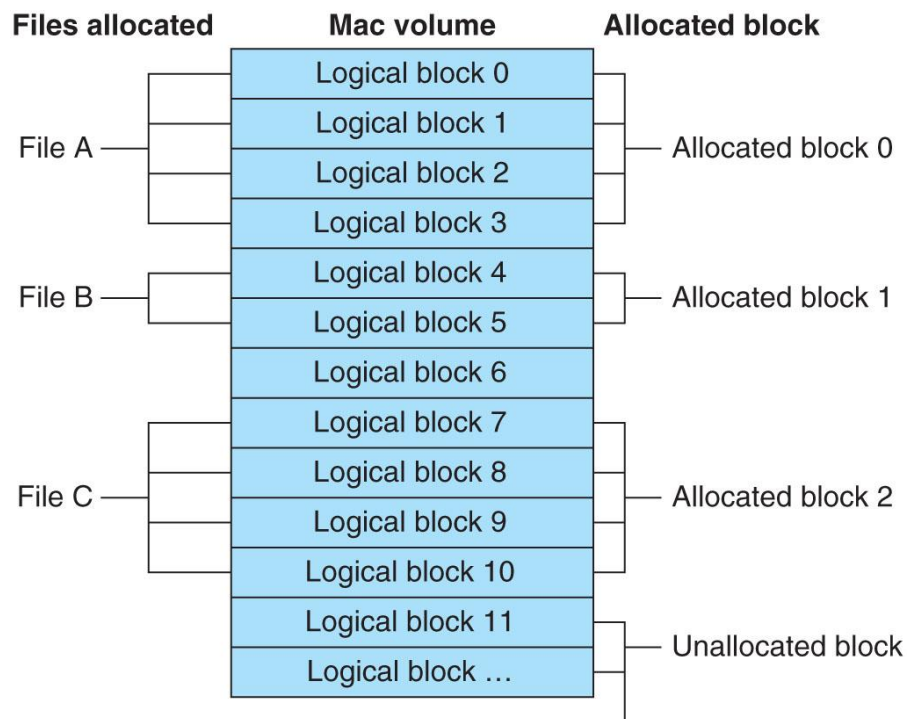 Files allocated Mac volume Allocated block
Logical block 0
Logical block 1
File A Allocated block 0
Logical block 2
Logical block 3
Logical block 4
File B Allocated block 1
Logical block 5
Logical block 6
Logical block 7
Logical block 8
File C Allocated block 2
Logical block 9
Logical block 10
Logical block 11
Unallocated block
Logical block …